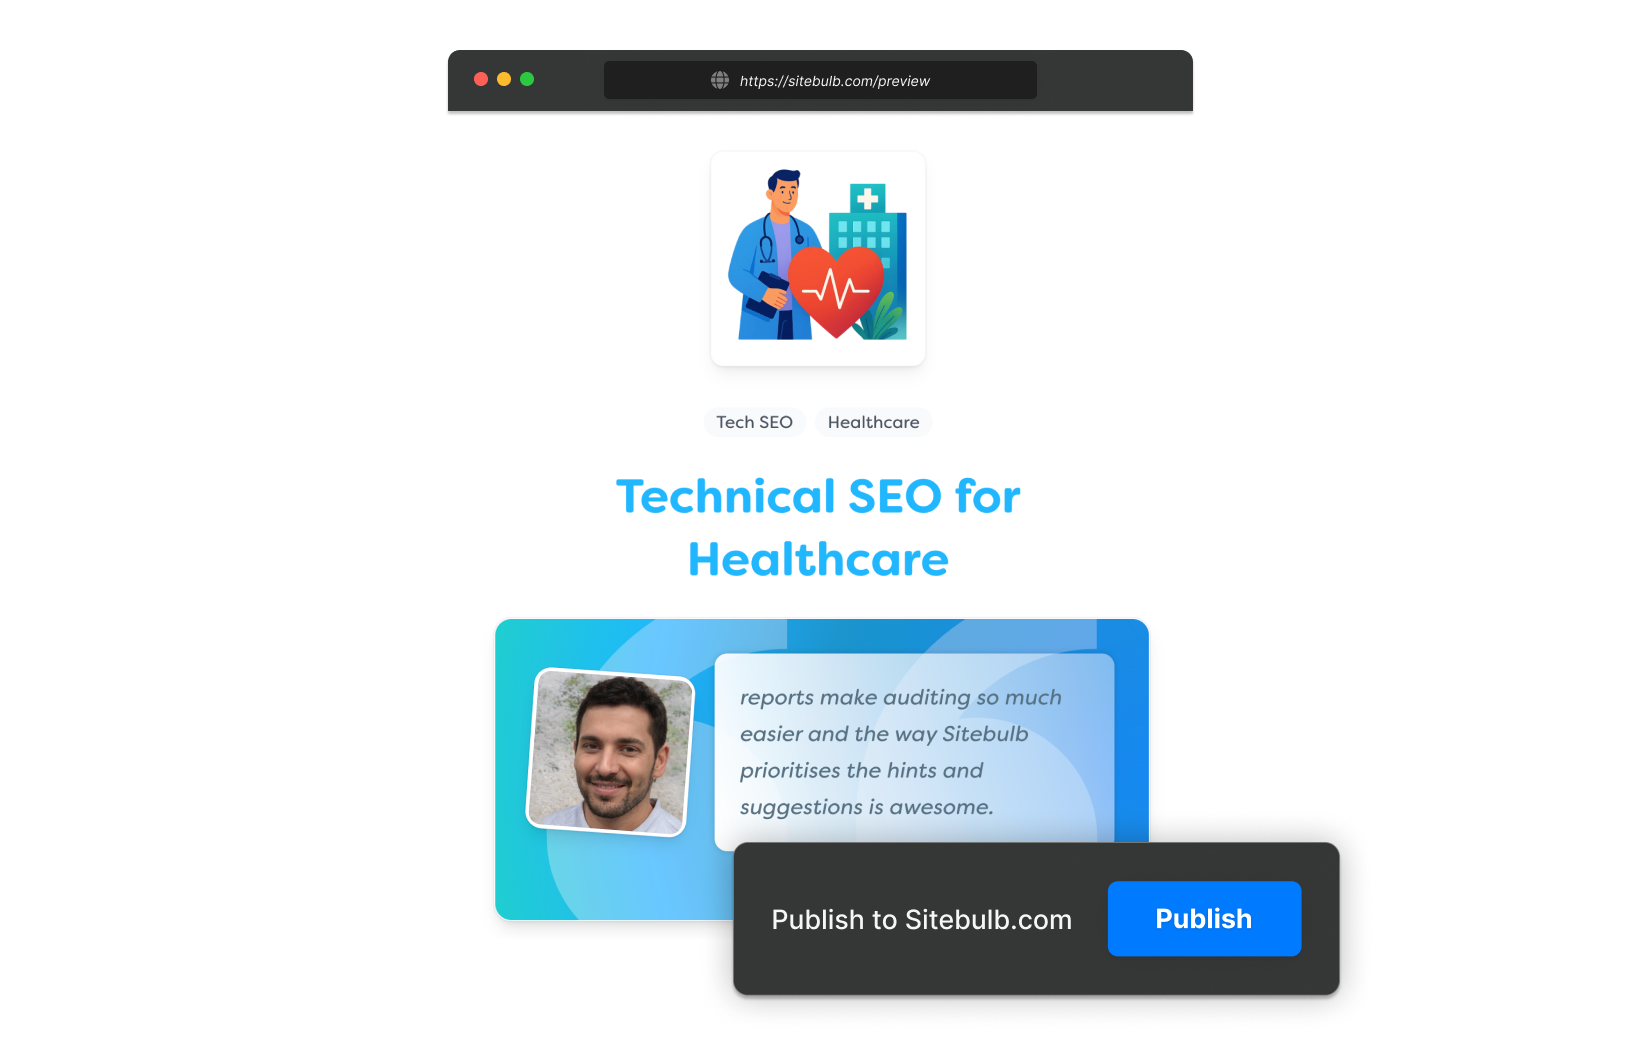 https://sitebulb.com/preview
Tech SEO
Healthcare
Technical SEO for
Healthcare
reports make auditing so much
easier and the way Sitebulb
prioritises the hints and
suggestions is awesome.
Publish to Sitebulb.com
Publish